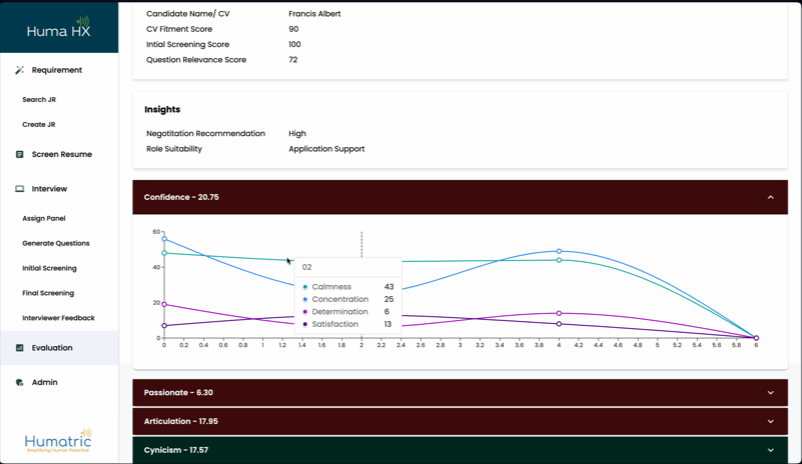 Huma HX
Requirement
Search JR
Create JR
Screen Resume
Interview
Assign Panel
Generate Questions
Initial Screening
Final Screening
Interviewer Feedback
Evaluation
Admin
Humatric
Amplifying Human Potential
Candidate Name/ CV Francis Albert
CV Fitment Score 90
Intial Screening Score 100
Question Relevance Score 72
Insights
Negotitation Recommendation High
Role Suitability Application Support
Confidence - 20.75
60
40
20
0
0 0.2 0.4 0.6 0.8 1 1.2 1.4 1.6 1.8 2 2.2 2.4 2.6 2.8 3 3.2 3.4 3.6 3.8 4 4.2 4.4 4.6 4.8 5 5.2 5.4 5.6 5.8 6
02
Calmness 43
Concentration 25
Determination 6
Satisfaction 13
Passionate - 6.30
Articulation - 17.95
Cynicism - 17.57